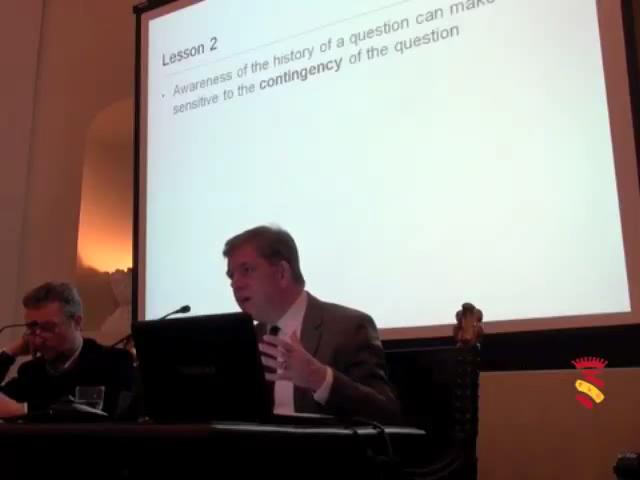 Lesson 2
Awareness of the history of a question can make
sensitive to the contingency of the question